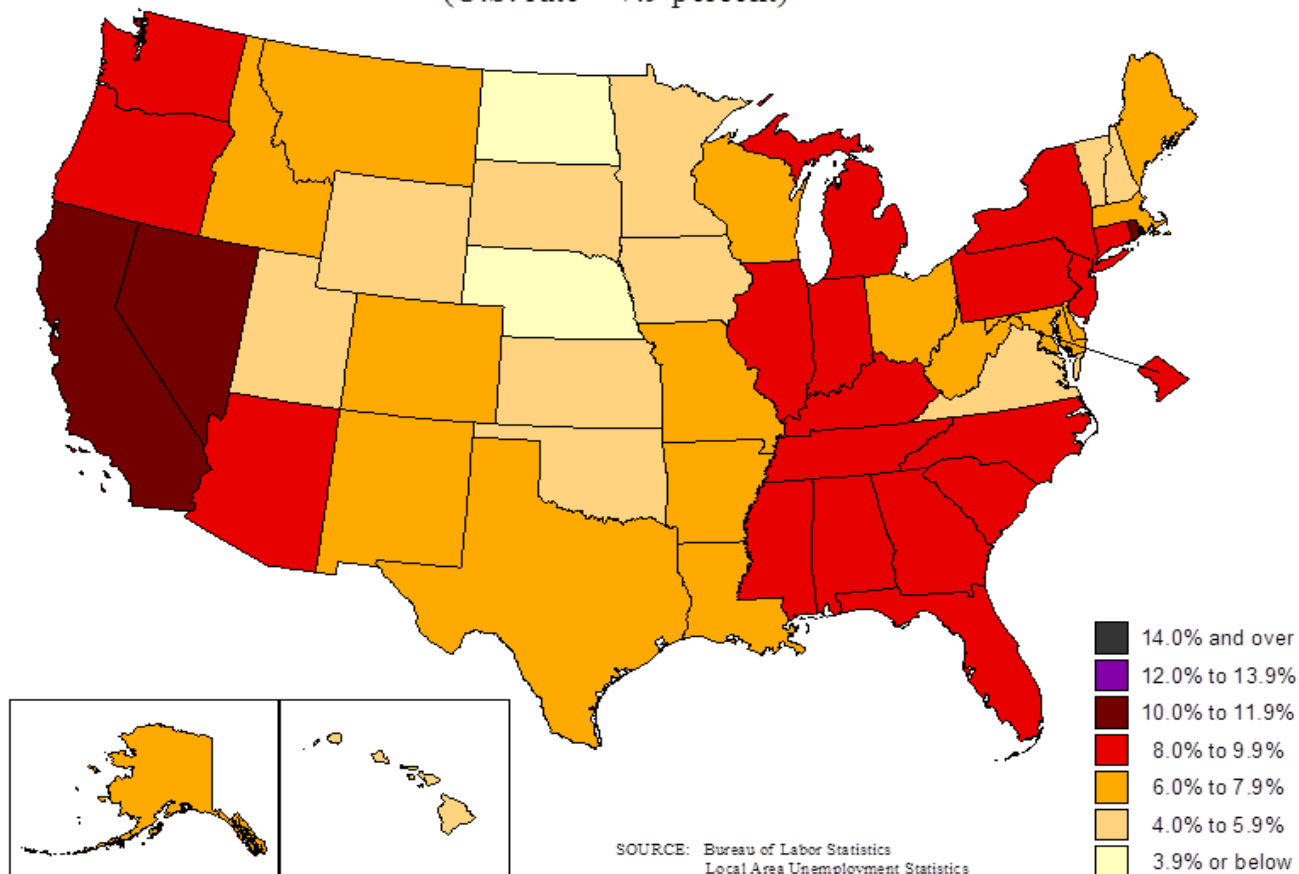 14.0% and over
12.0% to 13.9%
10.0% to 11.9%
8.0% to 9.9%
6.0% to 7.9%
4.0% to 5.9%
3.9% or below
SOURCE: Bureau of Labor Statistics
Local Area Unemployment Statistics